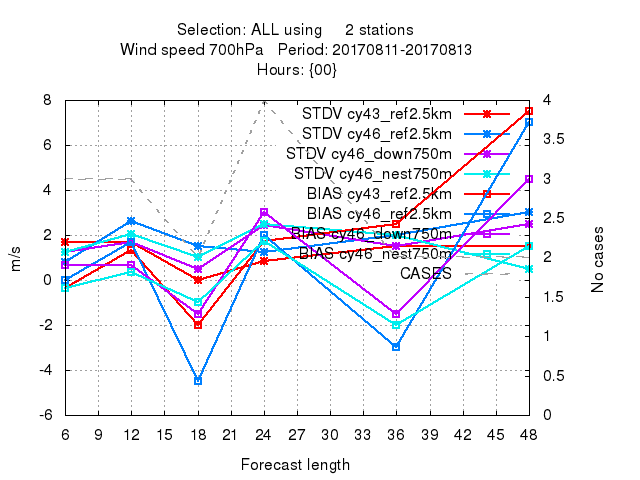 Selection: ALL using     2 stations
Wind speed 700hPa   Period: 20170811-20170813
Hours: {00}
8
6
4
2
0
-2
-4
-6
m/s
STDV cy43_ref2.5km
STDV cy46_ref2.5km
STDV cy46_down750m
STDV cy46_nest750m
BIAS cy43_ref2.5km
BIAS cy46_ref2.5km
BIAS cy46_down750m
BIAS cy46_nest750m
CASES
4
3.5
3
2.5
2
1.5
1
0.5
0
No cases
6 9 12 15 18 21 24 27 30 33 36 39 42 45 48
Forecast length